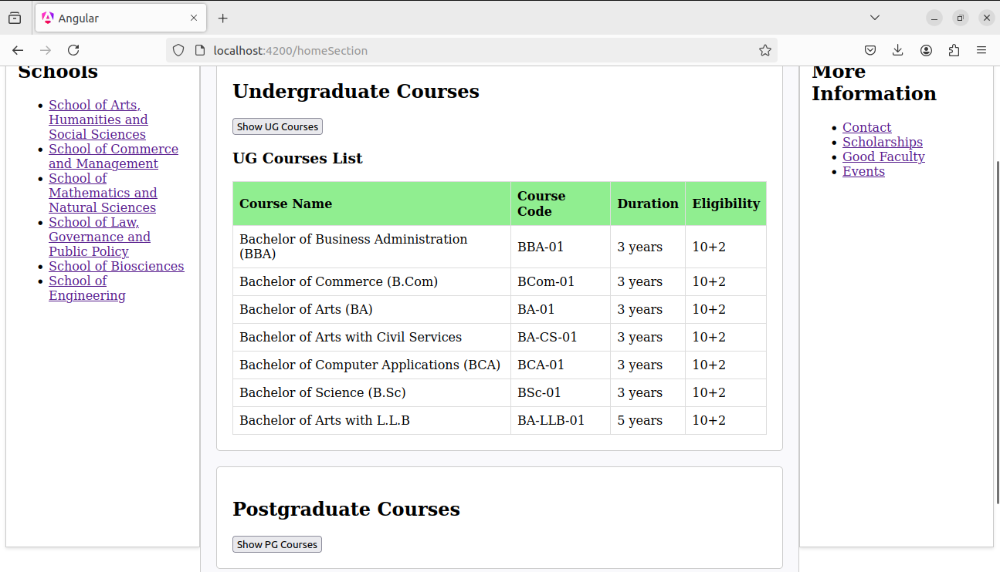 Angular
localhost:4200/homeSection
Schools
School of Arts,
Humanities and
Social Sciences
School of Commerce
and Management
School of
Mathematics and
Natural Sciences
School of Law,
Governance and
Public Policy
School of Biosciences
School of
Engineering
Undergraduate Courses
Show UG Courses
UG Courses List
Course Name Course Code Duration Eligibility
Bachelor of Business Administration (BBA) BBA-01 3 years 10+2
Bachelor of Commerce (B.Com) BCom-01 3 years 10+2
Bachelor of Arts (BA) BA-01 3 years 10+2
Bachelor of Arts with Civil Services BA-CS-01 3 years 10+2
Bachelor of Computer Applications (BCA) BCA-01 3 years 10+2
Bachelor of Science (B.Sc) BSc-01 3 years 10+2
Bachelor of Arts with L.L.B BA-LLB-01 5 years 10+2
Postgraduate Courses
Show PG Courses
More
Information
Contact
Scholarships
Good Faculty
Events